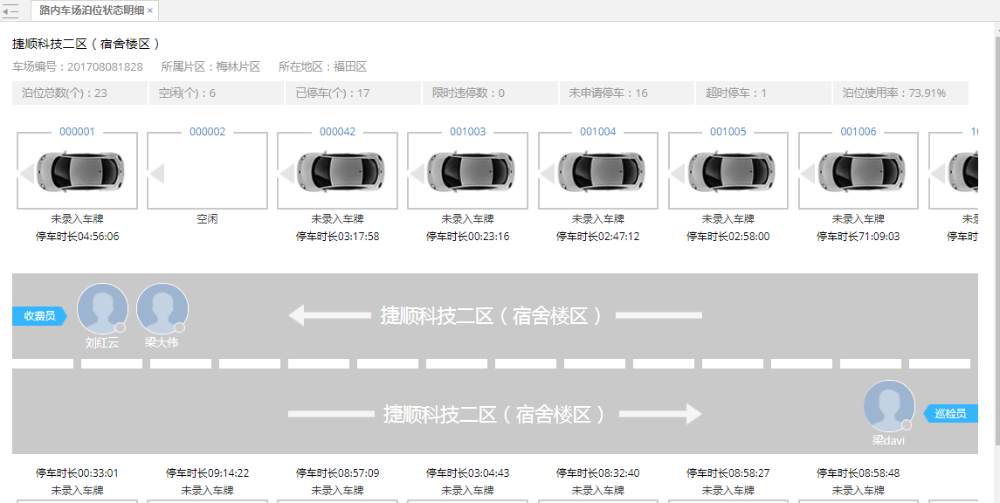 路内车场泊位状态明细 ×
捷顺科技二区（宿舍楼区）
车场编号：201708081828 所属片区：梅林片区 所在地区：福田区
泊位总数(个)：23 空闲(个)：6 已停车(个)：17 限时违停数：0 未申请停车：16 超时停车：1 泊位使用率：73.91%
000001 000002 000042 001003 001004 001005 001006 10
未录入车牌 空闲 未录入车牌 未录入车牌 未录入车牌 未录入车牌 未录入车牌 未录
停车时长04:56:06 停车时长03:17:58 停车时长00:23:16 停车时长02:47:12 停车时长02:58:00 停车时长71:09:03 停车时
收费员 捷顺科技二区（宿舍楼区）
刘红云 梁大伟
捷顺科技二区（宿舍楼区） 巡检员
梁davi
停车时长00:33:01 停车时长09:14:22 停车时长08:57:09 停车时长03:04:43 停车时长08:32:40 停车时长08:58:27 停车时长08:58:48
未录入车牌 未录入车牌 未录入车牌 未录入车牌 未录入车牌 未录入车牌 未录入车牌